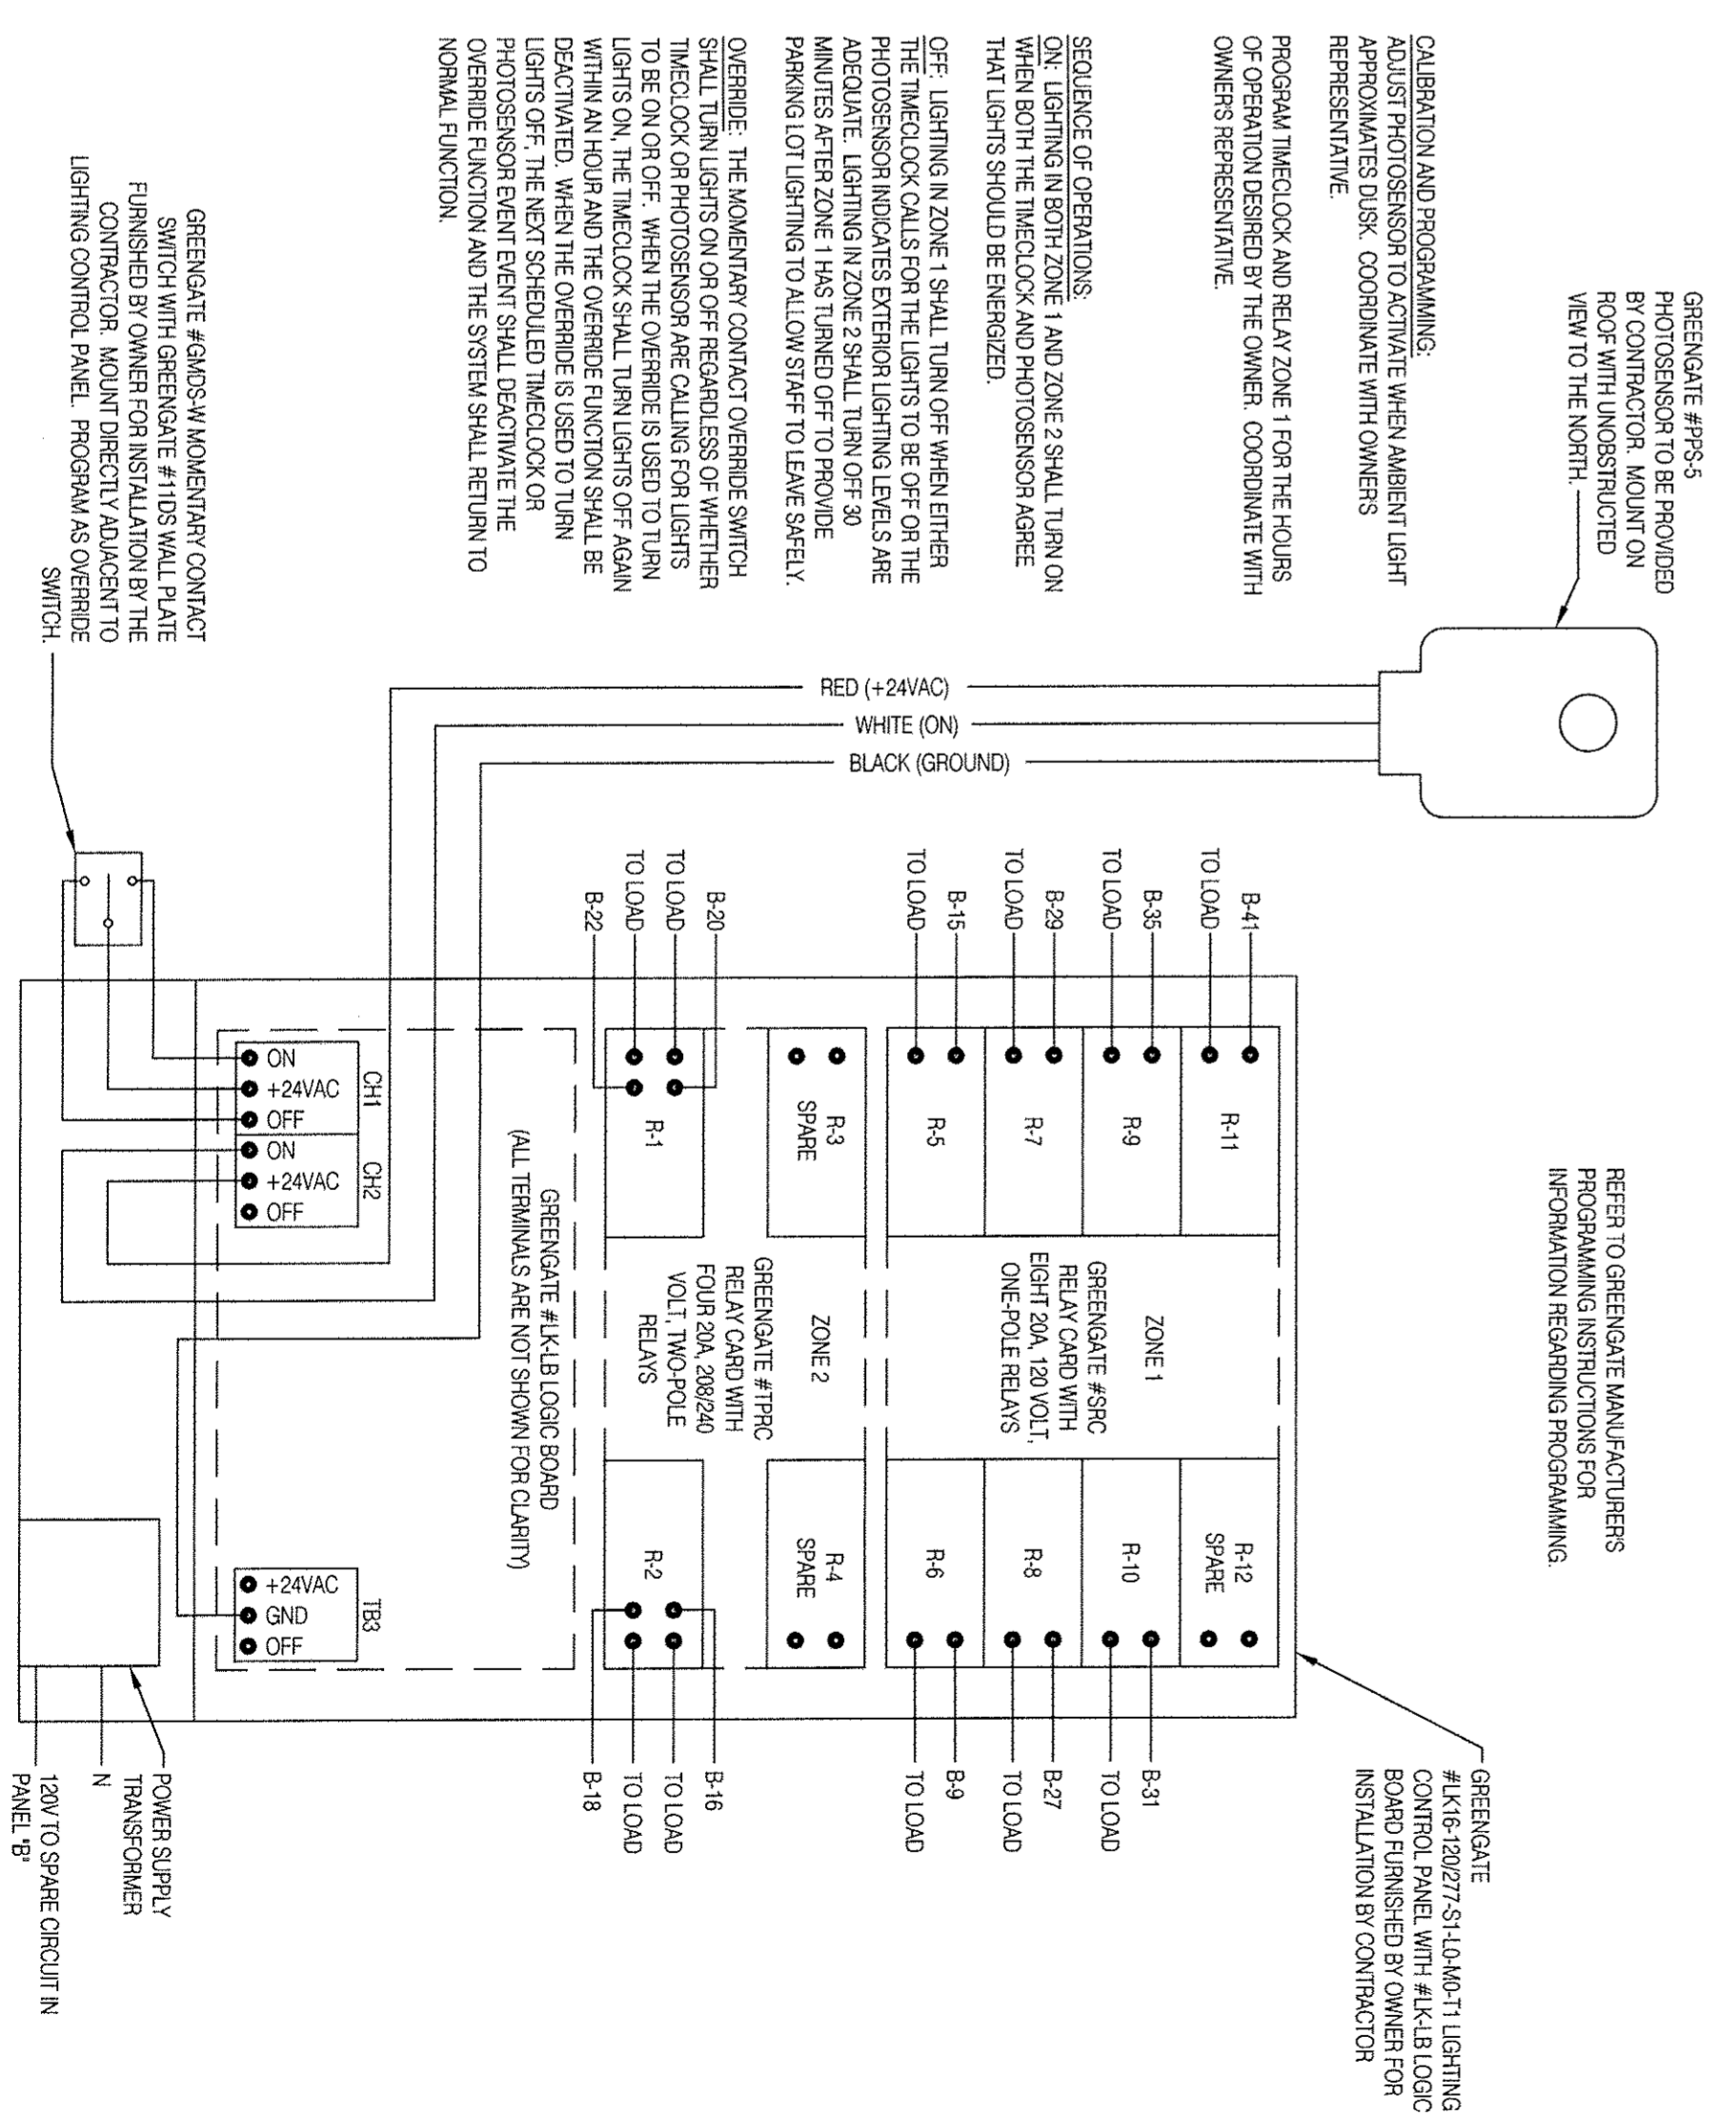 GREENGATE #PPS-5
PHOTOSENSOR TO BE PROVIDED
BY CONTRACTOR. MOUNT ON
ROOF WITH UNOBSTRUCTED
VIEW TO THE NORTH.
REFER TO GREENGATE MANUFACTURER'S
PROGRAMMING INSTRUCTIONS FOR
INFORMATION REGARDING PROGRAMMING.
GREENGATE
#LK16-120/277-S1-L0-M0-T1 LIGHTING
CONTROL PANEL WITH #LK-LB LOGIC
BOARD FURNISHED BY OWNER FOR
INSTALLATION BY CONTRACTOR
CALIBRATION AND PROGRAMMING:
ADJUST PHOTOSENSOR TO ACTIVATE WHEN AMBIENT LIGHT
APPROXIMATES DUSK. COORDINATE WITH OWNER'S
REPRESENTATIVE.
PROGRAM TIMECLOCK AND RELAY ZONE 1 FOR THE HOURS
OF OPERATION DESIRED BY THE OWNER. COORDINATE WITH
OWNER'S REPRESENTATIVE.
SEQUENCE OF OPERATIONS:
ON: LIGHTING IN BOTH ZONE 1 AND ZONE 2 SHALL TURN ON
WHEN BOTH THE TIMECLOCK AND PHOTOSENSOR AGREE
THAT LIGHTS SHOULD BE ENERGIZED.
OFF: LIGHTING IN ZONE 1 SHALL TURN OFF WHEN EITHER
THE TIMECLOCK CALLS FOR THE LIGHTS TO BE OFF OR THE
PHOTOSENSOR INDICATES EXTERIOR LIGHTING LEVELS ARE
ADEQUATE. LIGHTING IN ZONE 2 SHALL TURN OFF 30
MINUTES AFTER ZONE 1 HAS TURNED OFF TO PROVIDE
PARKING LOT LIGHTING TO ALLOW STAFF TO LEAVE SAFELY.
OVERRIDE: THE MOMENTARY CONTACT OVERRIDE SWITCH
SHALL TURN LIGHTS ON OR OFF REGARDLESS OF WHETHER
TIMECLOCK OR PHOTOSENSOR ARE CALLING FOR LIGHTS
TO BE ON OR OFF. WHEN THE OVERRIDE IS USED TO TURN
LIGHTS ON, THE TIMECLOCK SHALL TURN LIGHTS OFF AGAIN
WITHIN AN HOUR AND THE OVERRIDE FUNCTION SHALL BE
DEACTIVATED. WHEN THE OVERRIDE IS USED TO TURN
LIGHTS OFF, THE NEXT SCHEDULED TIMECLOCK OR
PHOTOSENSOR EVENT EVENT SHALL DEACTIVATE THE
OVERRIDE FUNCTION AND THE SYSTEM SHALL RETURN TO
NORMAL FUNCTION.
RED (+24VAC)
WHITE (ON)
BLACK (GROUND)
B-41
TO LOAD
B-35
TO LOAD
B-29
TO LOAD
B-15
TO LOAD
B-20
TO LOAD
TO LOAD
B-22
R-11
R-9
R-7
R-5
R-3
SPARE
R-1
ZONE 1
GREENGATE #SRC
RELAY CARD WITH
EIGHT 20A, 120 VOLT,
ONE-POLE RELAYS
ZONE 2
GREENGATE #TPRC
RELAY CARD WITH
FOUR 20A, 208/240
VOLT, TWO-POLE
RELAYS
R-12
SPARE
R-10
R-8
R-6
R-4
SPARE
R-2
B-31
TO LOAD
B-27
TO LOAD
B-9
TO LOAD
B-16
TO LOAD
TO LOAD
B-18
GREENGATE #LK-LB LOGIC BOARD
(ALL TERMINALS ARE NOT SHOWN FOR CLARITY)
CH1
ON
+24VAC
OFF
CH2
ON
+24VAC
OFF
TB3
+24VAC
GND
OFF
GREENGATE #GMDS-W MOMENTARY CONTACT
SWITCH WITH GREENGATE #11DS WALL PLATE
FURNISHED BY OWNER FOR INSTALLATION BY THE
CONTRACTOR. MOUNT DIRECTLY ADJACENT TO
LIGHTING CONTROL PANEL. PROGRAM AS OVERRIDE
SWITCH.
POWER SUPPLY
TRANSFORMER
N
120V TO SPARE CIRCUIT IN
PANEL "B"